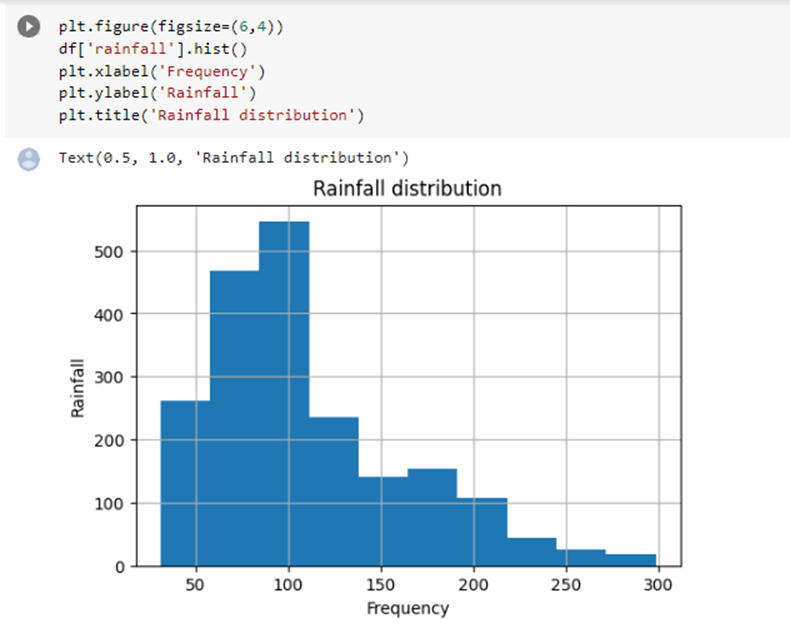 plt.figure(figsize=(6,4))
df['rainfall'].hist()
plt.xlabel('Frequency')
plt.ylabel('Rainfall')
plt.title('Rainfall distribution')
Text(0.5, 1.0, 'Rainfall distribution')
Rainfall distribution
500
400
300
200
100
0
Rainfall
50 100 150 200 250 300
Frequency